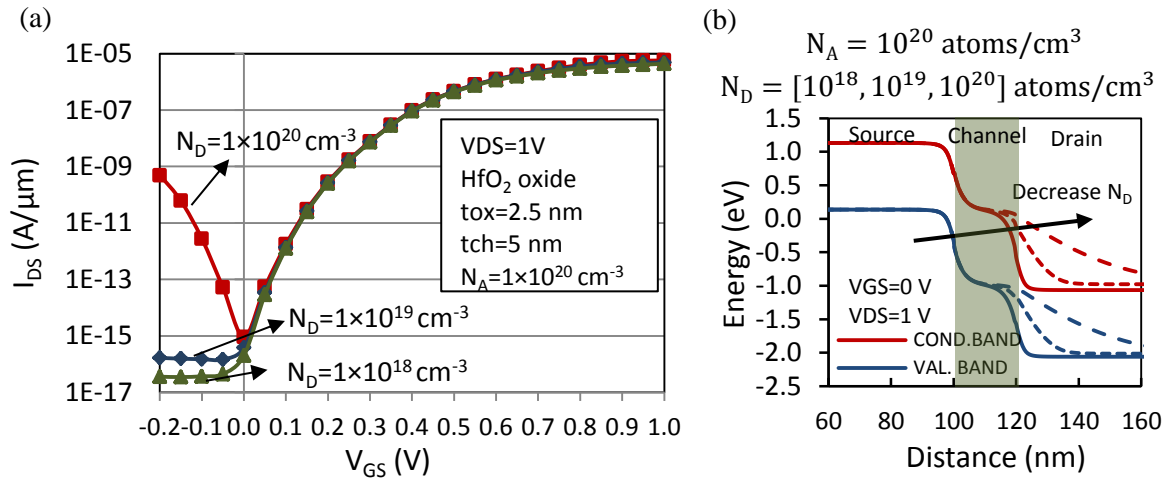 (a)
I_DS (A/μm)
1E-05
1E-07
1E-09
1E-11
1E-13
1E-15
1E-17
N_D=1×10^20 cm^-3
N_D=1×10^19 cm^-3
N_D=1×10^18 cm^-3
VDS=1V
HfO_2 oxide
tox=2.5 nm
tch=5 nm
N_A=1×10^20 cm^-3
-0.2 -0.1 0.0 0.1 0.2 0.3 0.4 0.5 0.6 0.7 0.8 0.9 1.0
V_GS (V)
(b)
N_A = 10^20 atoms/cm^3
N_D = [10^18, 10^19, 10^20] atoms/cm^3
Energy (eV)
1.5
1.0
0.5
0.0
-0.5
-1.0
-1.5
-2.0
-2.5
Source Channel Drain
Decrease N_D
VGS=0 V
VDS=1 V
COND.BAND
VAL. BAND
60 80 100 120 140 160
Distance (nm)